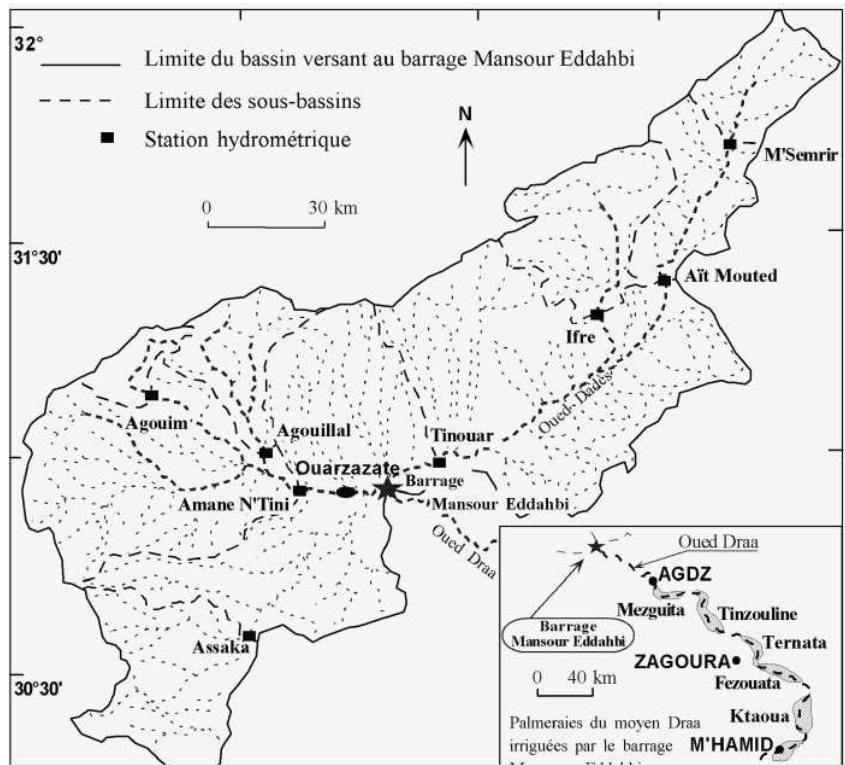 32°
Limite du bassin versant au barrage Mansour Eddahbi
Limite des sous-bassins
Station hydrométrique
N
0 30 km
M'Semrir
31°30'
Aït Mouted
Ifre
Oued Dadès
Agouim
Agouillal
Tinouar
Ouarzazate
Barrage
Mansour Eddahbi
Amane N'Tini
Oued Draa
Assaka
30°30'
Oued Draa
AGDZ
Mezguita
Tinzouline
Barrage
Mansour Eddahbi
Ternata
ZAGOURA
0 40 km
Fezouata
Ktaoua
Palmeraies du moyen Draa
irriguées par le barrage
M'HAMID